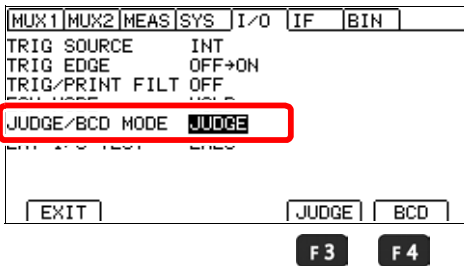 MUX1 MUX2 MEAS SYS I/O IF BIN
TRIG SOURCE INT
TRIG EDGE OFF→ON
TRIG/PRINT FILT OFF
JUDGE/BCD MODE JUDGE
EXIT JUDGE BCD
F3 F4